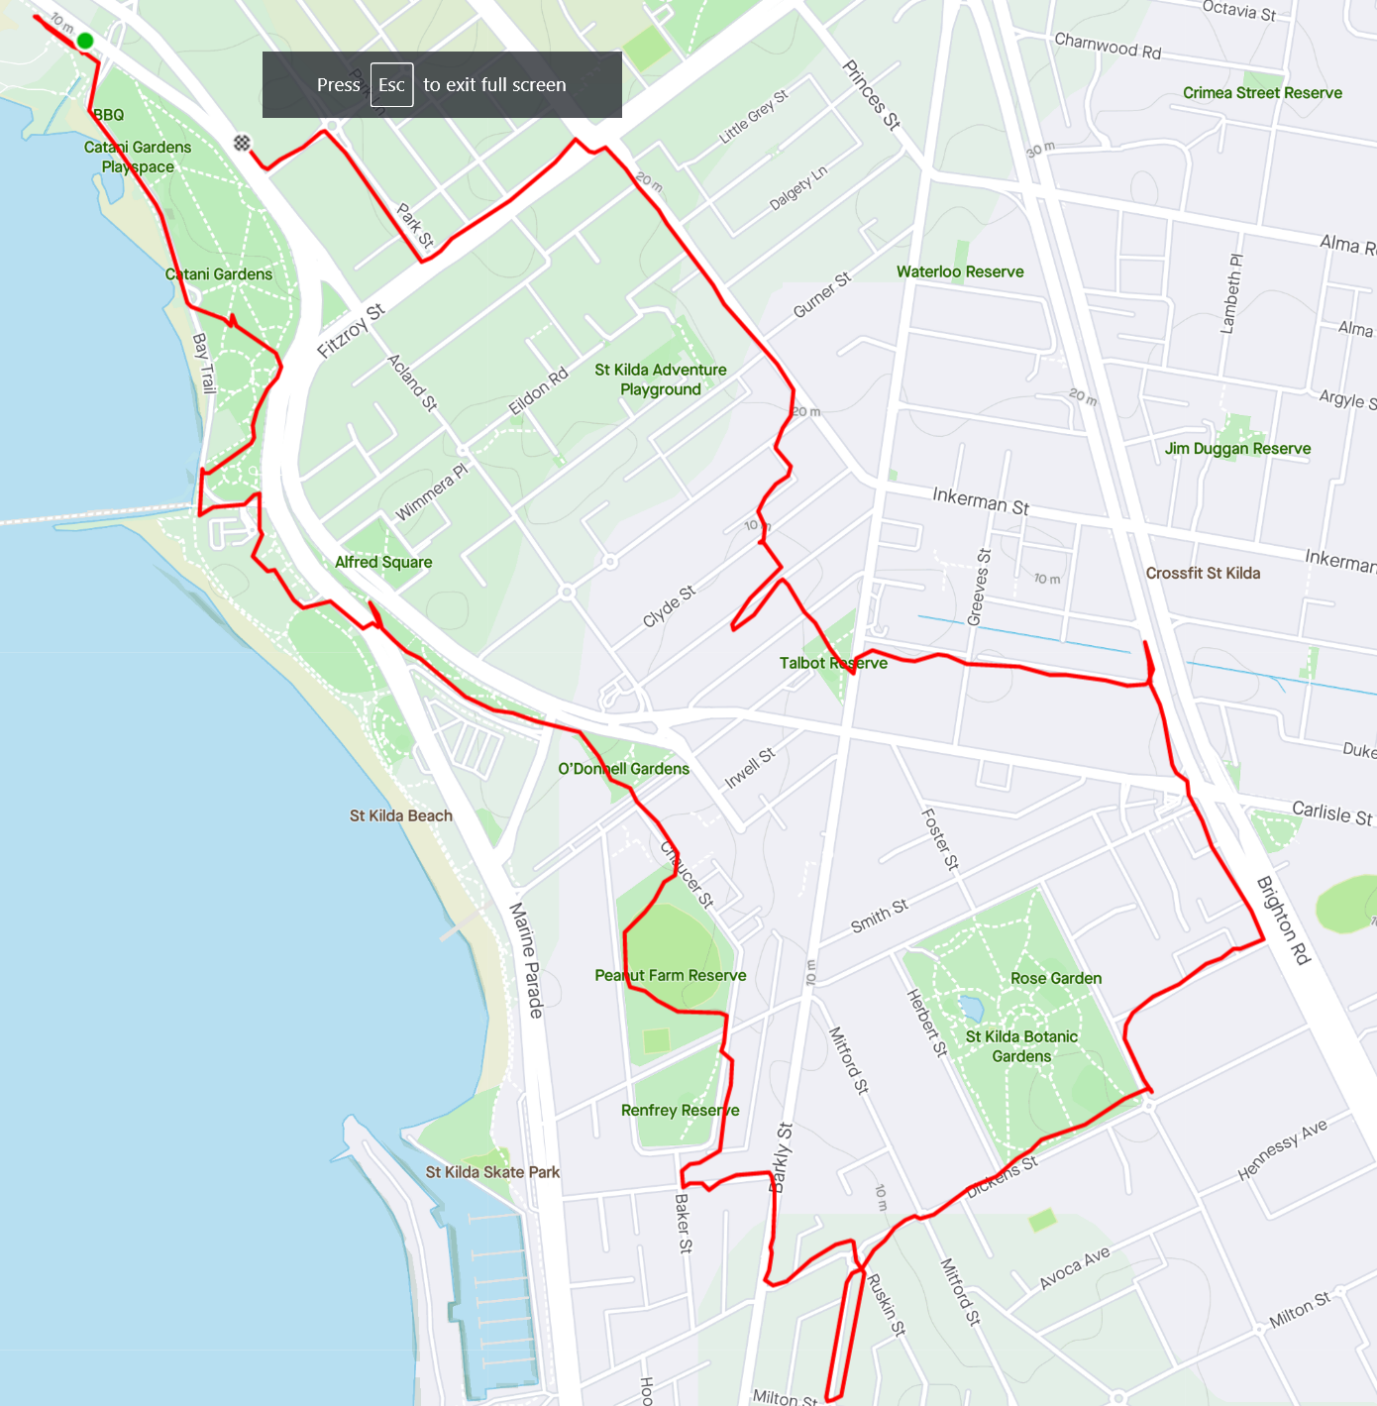 Octavia St
Charnwood Rd
Crimea Street Reserve
10 m
Press Esc to exit full screen
Princes St
BBQ
Little Grey St
Catani Gardens
Playspace
30 m
20 m
Dalgety Ln
Park St
Alma R
Catani Gardens
Waterloo Reserve
Gurner St
Lambeth Pl
Fitzroy St
Alma
Bay Trail
St Kilda Adventure
Playground
Acland St
Eildon Rd
20 m
20 m
Argyle S
Jim Duggan Reserve
Wimmera Pl
Inkerman St
10 m
Alfred Square
Inkerman
Crossfit St Kilda
10 m
Greeves St
Clyde St
Talbot Reserve
O'Donnell Gardens
Irwell St
Duke
St Kilda Beach
Carlisle St
Foster St
Chaucer St
Smith St
Brighton Rd
Marine Parade
Peanut Farm Reserve
10 m
Rose Garden
Herbert St
St Kilda Botanic
Gardens
Mitford St
Renfrey Reserve
Barkly St
Hennessy Ave
St Kilda Skate Park
Dickens St
10 m
Baker St
Avoca Ave
Mitford St
Ruskin St
Milton St
Milton St
Hoo